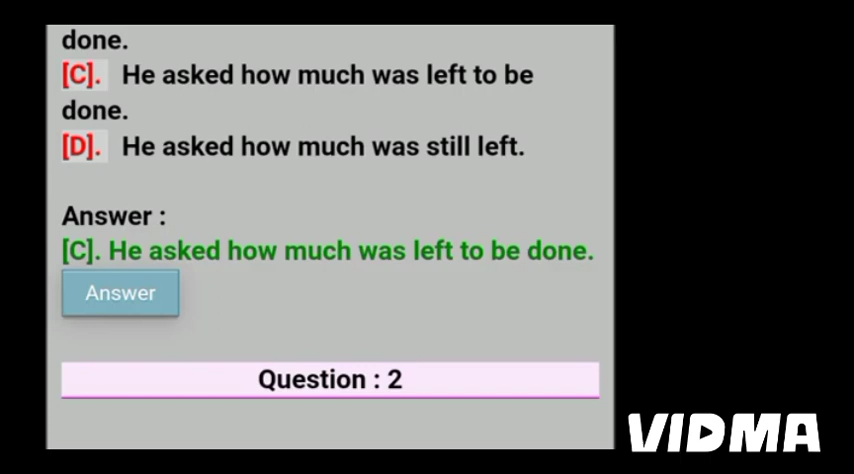 done.
[C]. He asked how much was left to be
done.
[D]. He asked how much was still left.
Answer :
[C]. He asked how much was left to be done.
Answer
Question : 2
VIDMA